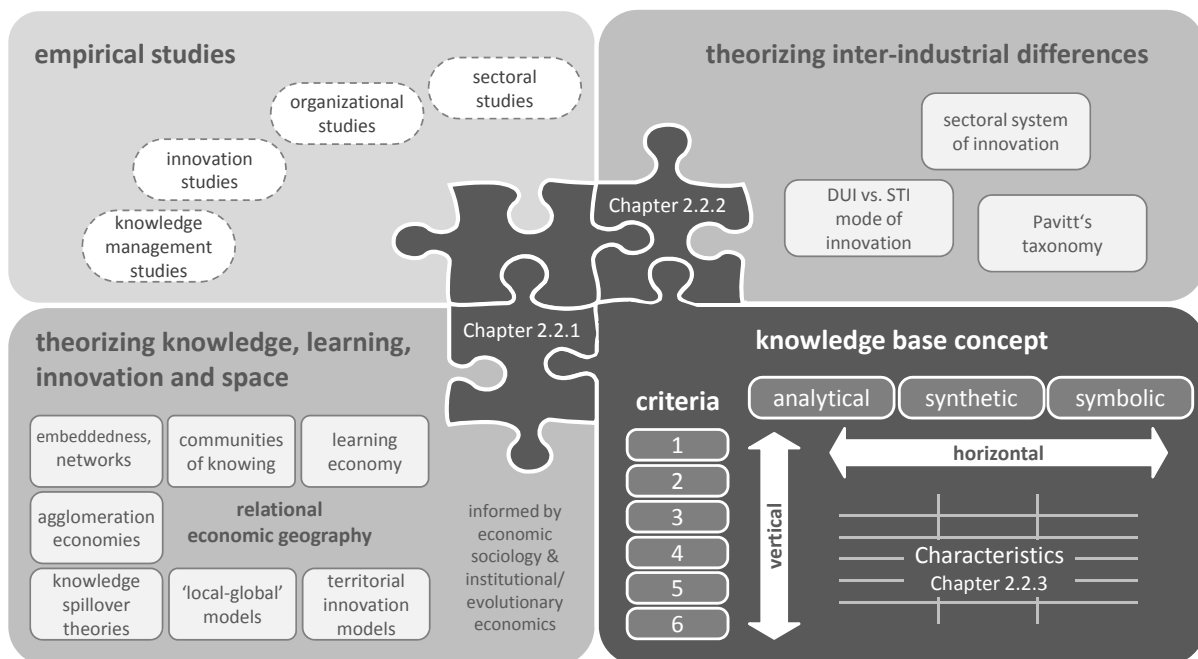 empirical studies
sectoral
studies
organizational
studies
innovation
studies
knowledge
management
studies
theorizing inter-industrial differences
sectoral system
of innovation
DUI vs. STI
mode of
innovation
Pavitt‘s
taxonomy
Chapter 2.2.2
Chapter 2.2.1
theorizing knowledge, learning,
innovation and space
embeddedness,
networks
communities
of knowing
learning
economy
agglomeration
economies
relational
economic geography
knowledge
spillover
theories
‘local-global’
models
territorial
innovation
models
informed by
economic
sociology &
institutional/
evolutionary
economics
knowledge base concept
criteria
analytical
synthetic
symbolic
1
2
3
4
5
6
vertical
horizontal
Characteristics
Chapter 2.2.3